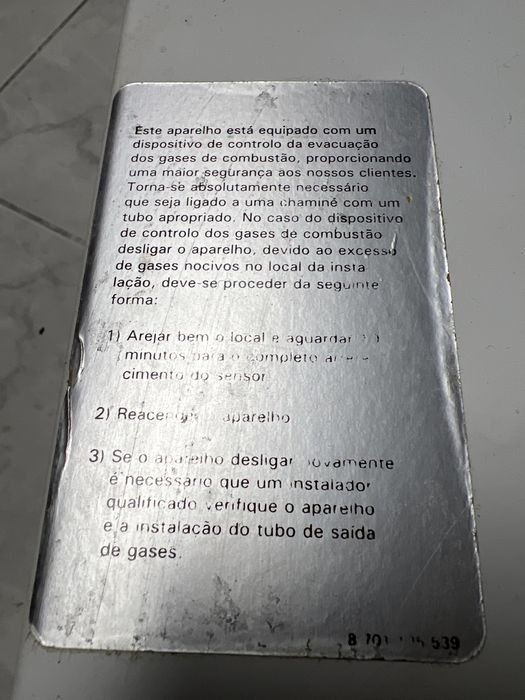 Este aparelho está equipado com um
dispositivo de controlo da evacuação
dos gases de combustão, proporcionando
uma maior segurança aos nossos clientes.
Torna-se absolutamente necessário
que seja ligado a uma chaminé com um
tubo apropriado. No caso do dispositivo
de controlo dos gases de combustão
desligar o aparelho, devido ao excesso
de gases nocivos no local da insta
lação, deve-se proceder da seguinte
forma:
1) Arejar bem o local e aguardar
minutos para o completo
cimento do sensor
2) Reacender o aparelho
3) Se o aparelho desligar novamente
é necessário que um instalador
qualificado verifique o aparelho
e a instalação do tubo de saída
de gases.
8 701 539